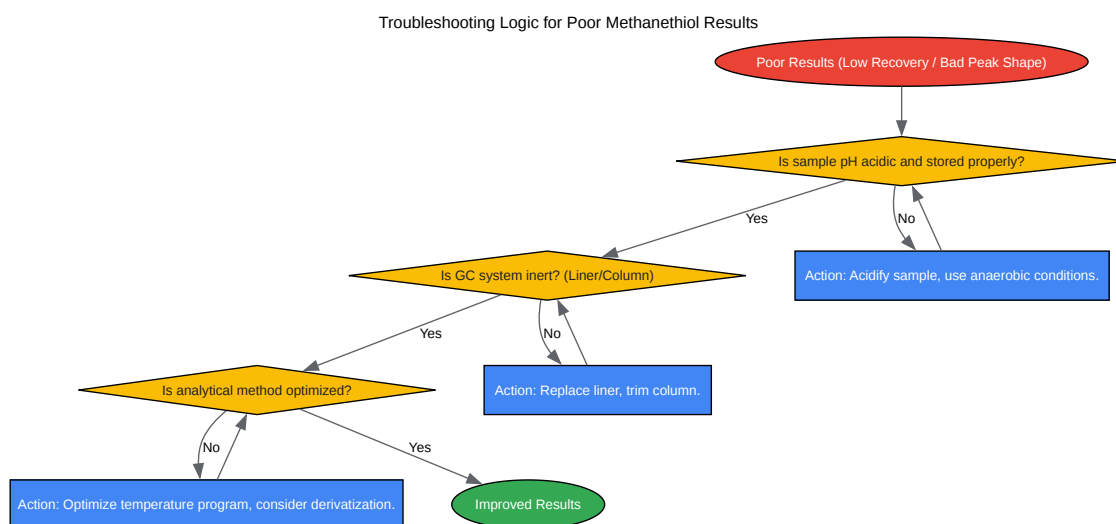 Troubleshooting Logic for Poor Methanethiol Results
Poor Results (Low Recovery / Bad Peak Shape)
Is sample pH acidic and stored properly?
Yes
No
Is GC system inert? (Liner/Column)
Action: Acidify sample, use anaerobic conditions.
Yes
No
Is analytical method optimized?
Action: Replace liner, trim column.
No
Yes
Action: Optimize temperature program, consider derivatization.
Improved Results